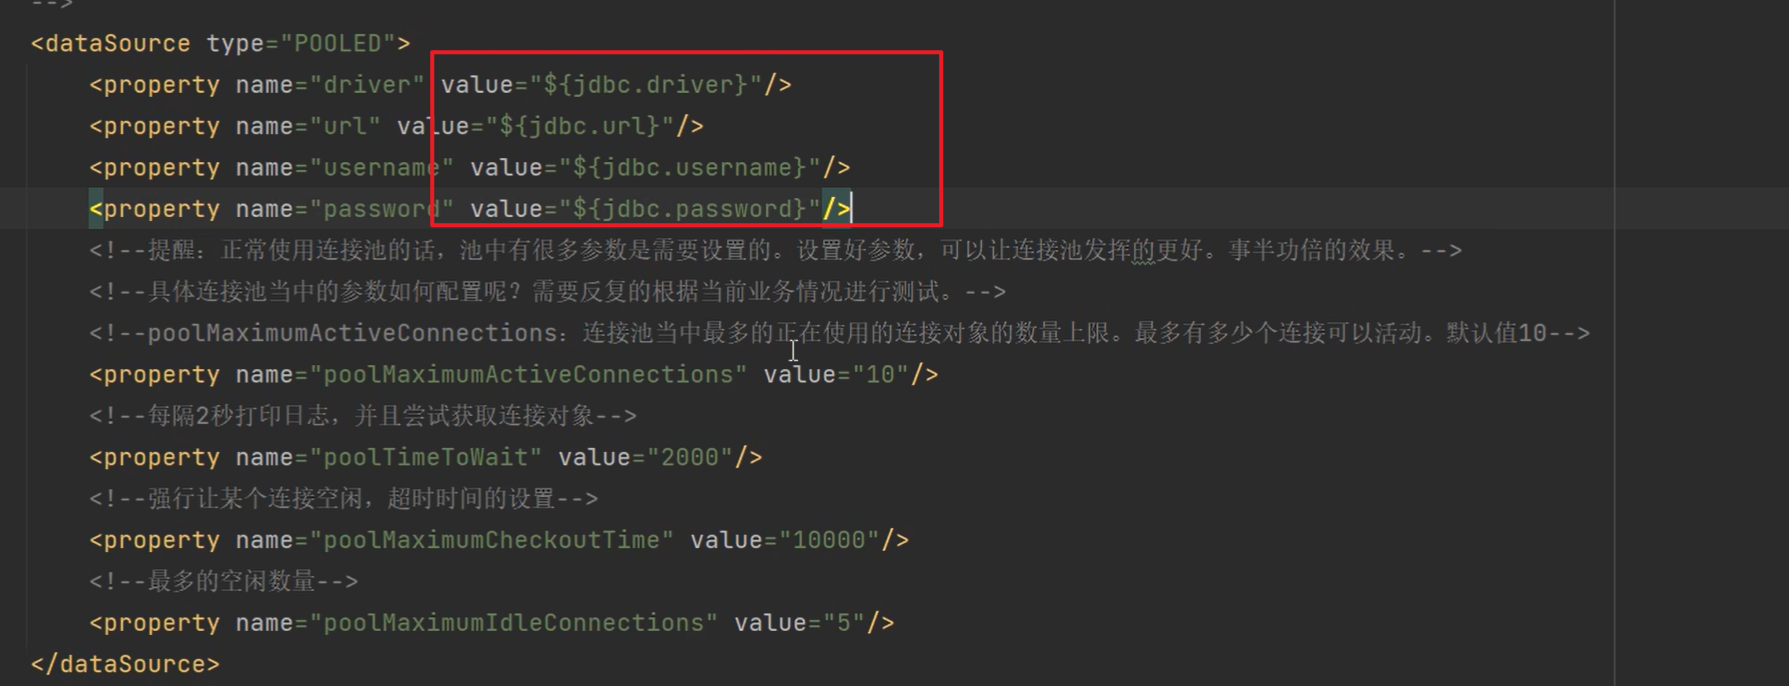 -->
<dataSource type="POOLED">
<property name="driver" value="${jdbc.driver}"/>
<property name="url" value="${jdbc.url}"/>
<property name="username" value="${jdbc.username}"/>
<property name="password" value="${jdbc.password}"/>
<!--提醒：正常使用连接池的话，池中有很多参数是需要设置的。设置好参数，可以让连接池发挥的更好。事半功倍的效果。-->
<!--具体连接池当中的参数如何配置呢？需要反复的根据当前业务情况进行测试。-->
<!--poolMaximumActiveConnections：连接池当中最多的正在使用的连接对象的数量上限。最多有多少个连接可以活动。默认值10-->
<property name="poolMaximumActiveConnections" value="10"/>
<!--每隔2秒打印日志，并且尝试获取连接对象-->
<property name="poolTimeToWait" value="2000"/>
<!--强行让某个连接空闲，超时时间的设置-->
<property name="poolMaximumCheckoutTime" value="10000"/>
<!--最多的空闲数量-->
<property name="poolMaximumIdleConnections" value="5"/>
</dataSource>